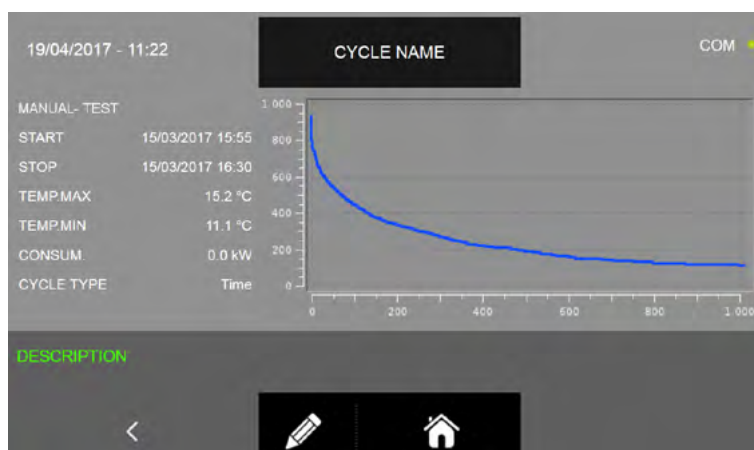 19/04/2017 - 11:22
CYCLE NAME
COM
MANUAL- TEST
START 15/03/2017 15:55
STOP 15/03/2017 16:30
TEMP.MAX 15.2 °C
TEMP.MIN 11.1 °C
CONSUM. 0.0 kW
CYCLE TYPE Time
1 000
800
600
400
200
0
0 200 400 600 800 1 000
DESCRIPTION